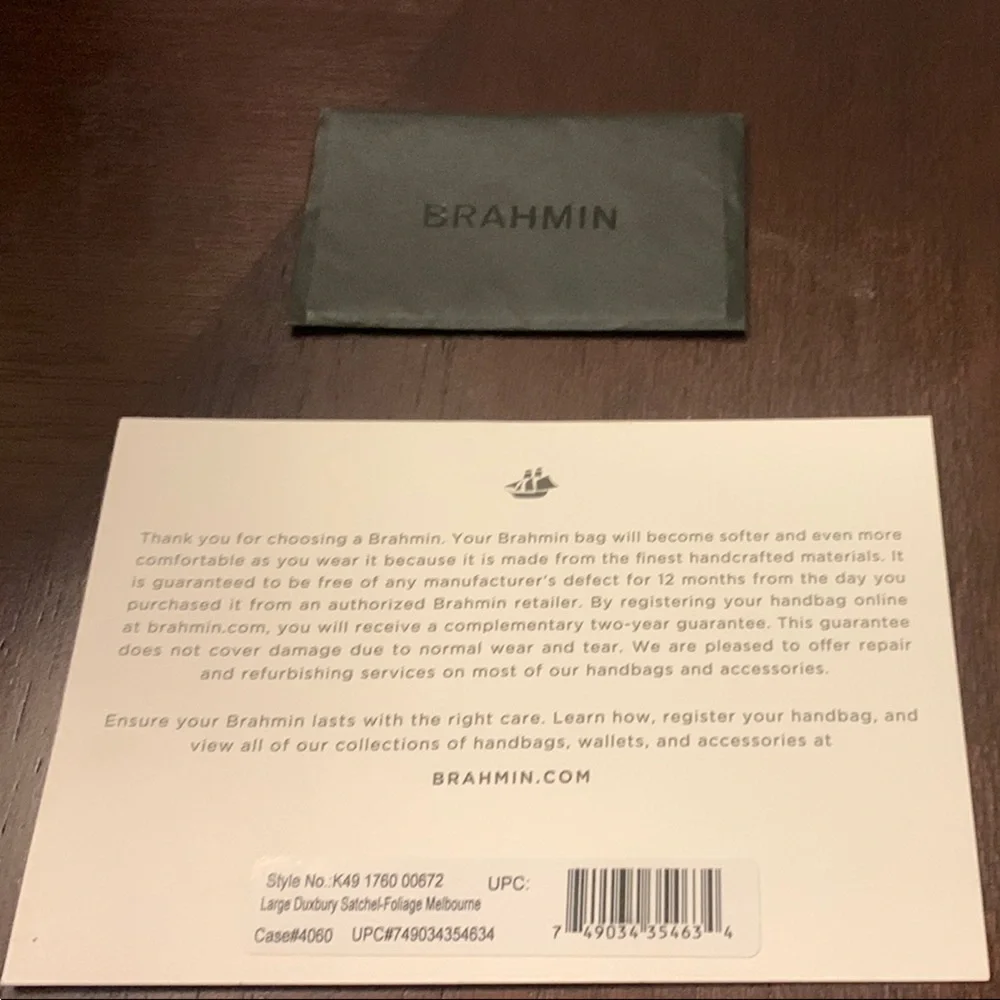 BRAHMIN
Thank you for choosing a Brahmin. Your Brahmin bag will become softer and even more
comfortable as you wear it because it is made from the finest handcrafted materials. It
is guaranteed to be free of any manufacturer's defect for 12 months from the day you
purchased it from an authorized Brahmin retailer. By registering your handbag online
at brahmin.com, you will receive a complementary two-year guarantee. This guarantee
does not cover damage due to normal wear and tear. We are pleased to offer repair
and refurbishing services on most of our handbags and accessories.
Ensure your Brahmin lasts with the right care. Learn how, register your handbag, and
view all of our collections of handbags, wallets, and accessories at
BRAHMIN.COM
Style No.:K49 1760 00672 UPC:
Large Duxbury Satchel-Foliage Melbourne
Case#4060 UPC#749034354634
7 49034 35463 4